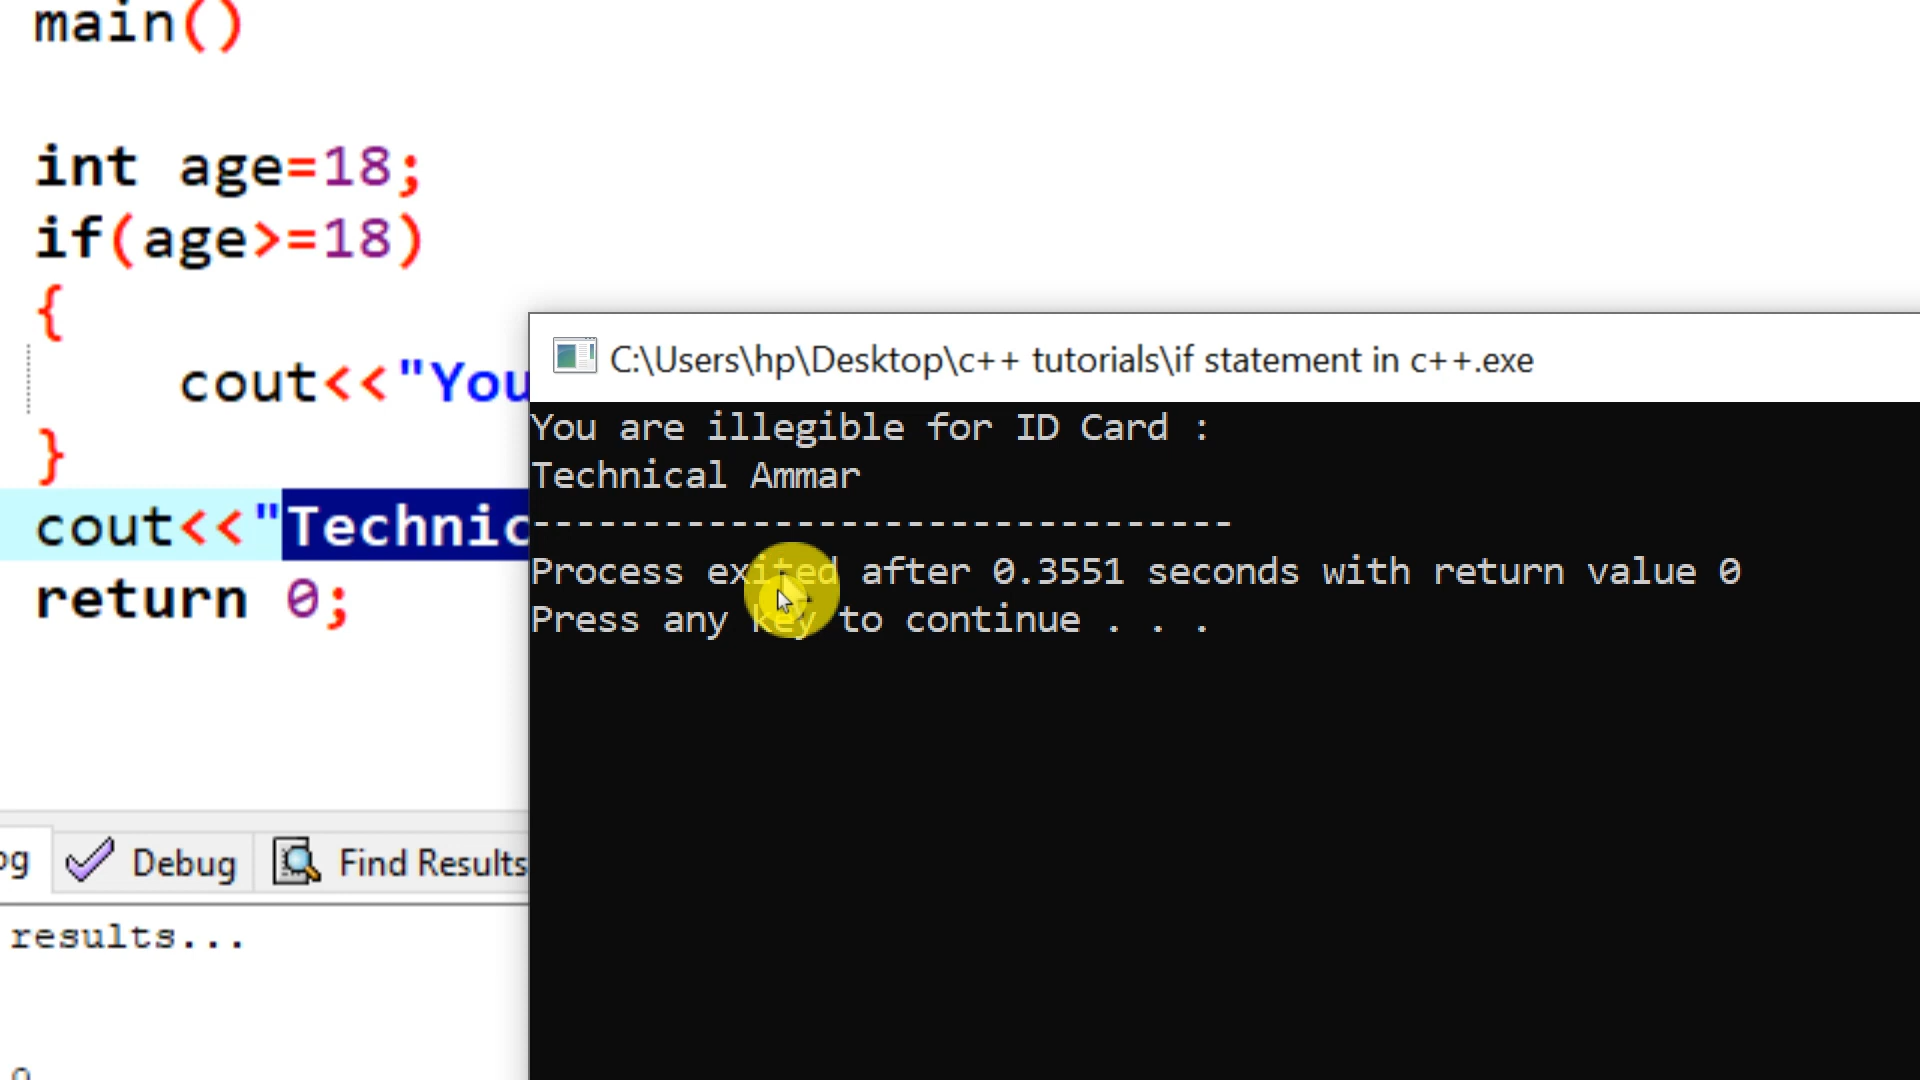 main()
int age=18;
if(age>=18)
{
cout<<"You
}
cout<<"Technic
return 0;
C:\Users\hp\Desktop\c++ tutorials\if statement in c++.exe
You are illegible for ID Card :
Technical Ammar
--------------------------------
Process exited after 0.3551 seconds with return value 0
Press any key to continue . . .
Debug
Find Results
results...